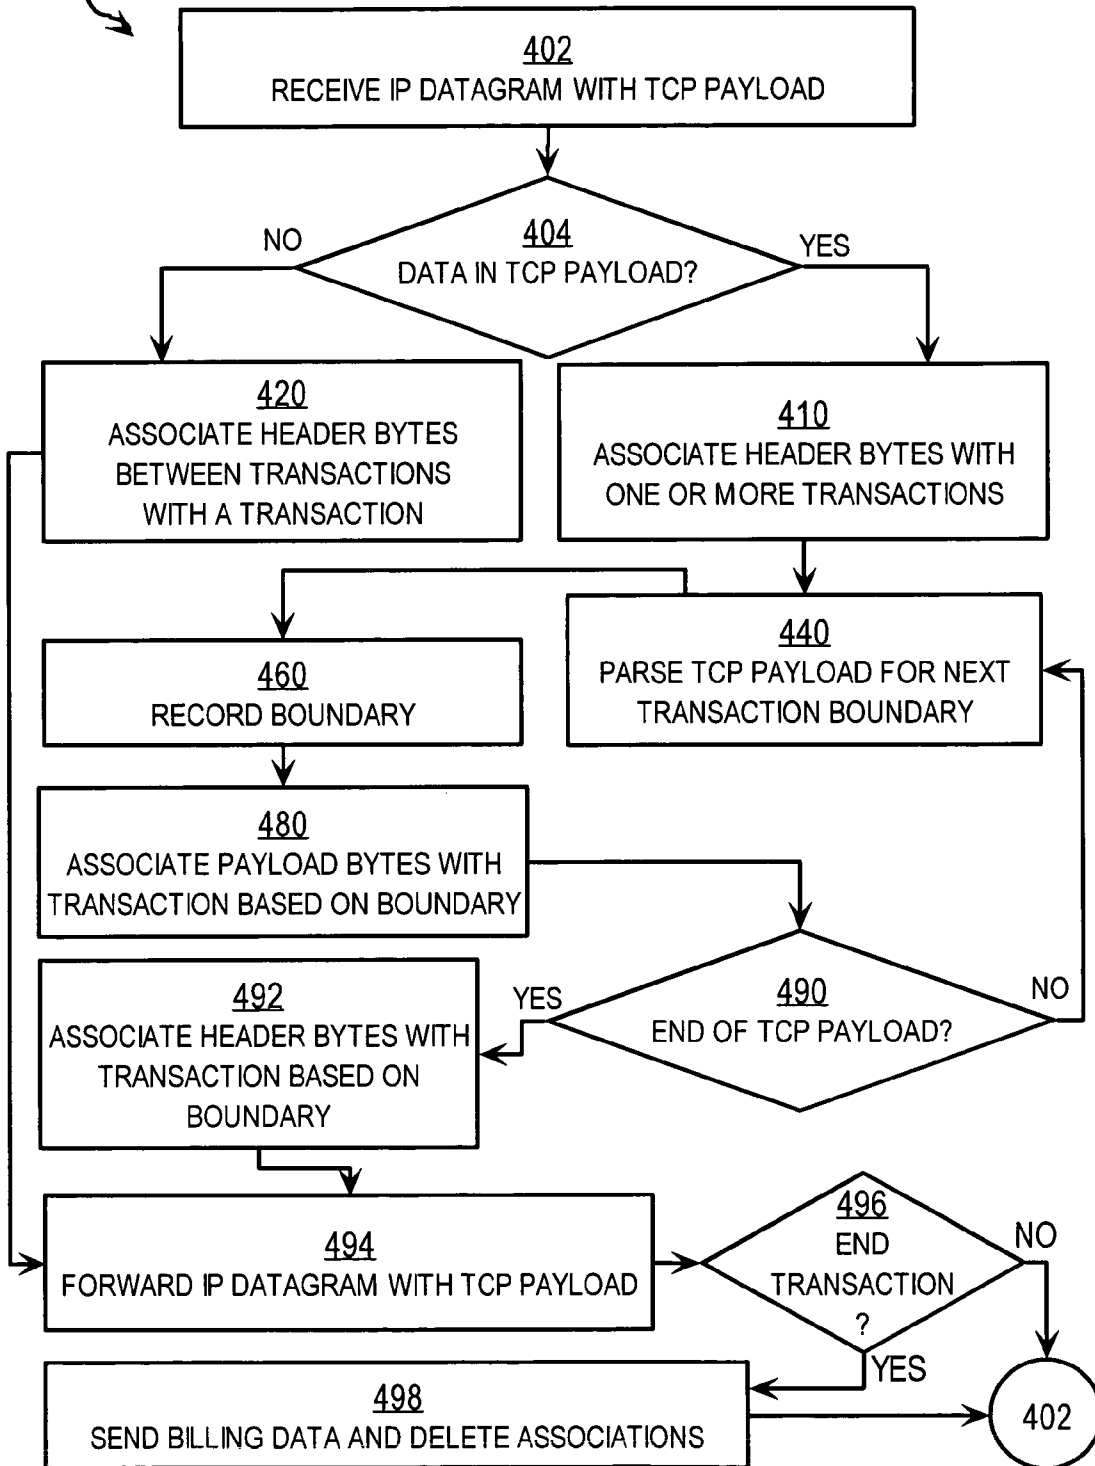 402
RECEIVE IP DATAGRAM WITH TCP PAYLOAD
404
DATA IN TCP PAYLOAD?
NO
YES
420
ASSOCIATE HEADER BYTES
BETWEEN TRANSACTIONS
WITH A TRANSACTION
410
ASSOCIATE HEADER BYTES WITH
ONE OR MORE TRANSACTIONS
440
PARSE TCP PAYLOAD FOR NEXT
TRANSACTION BOUNDARY
460
RECORD BOUNDARY
480
ASSOCIATE PAYLOAD BYTES WITH
TRANSACTION BASED ON BOUNDARY
490
END OF TCP PAYLOAD?
YES
NO
492
ASSOCIATE HEADER BYTES WITH
TRANSACTION BASED ON
BOUNDARY
494
FORWARD IP DATAGRAM WITH TCP PAYLOAD
496
END
TRANSACTION
?
NO
YES
498
SEND BILLING DATA AND DELETE ASSOCIATIONS
402